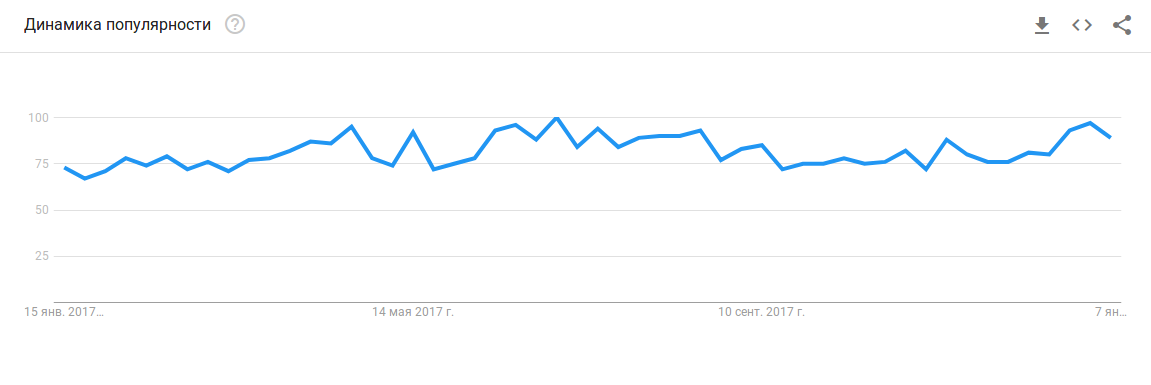 Динамика популярности ?
100
75
50
25
15 янв. 2017…
14 мая 2017 г.
10 сент. 2017 г.
7 ян…